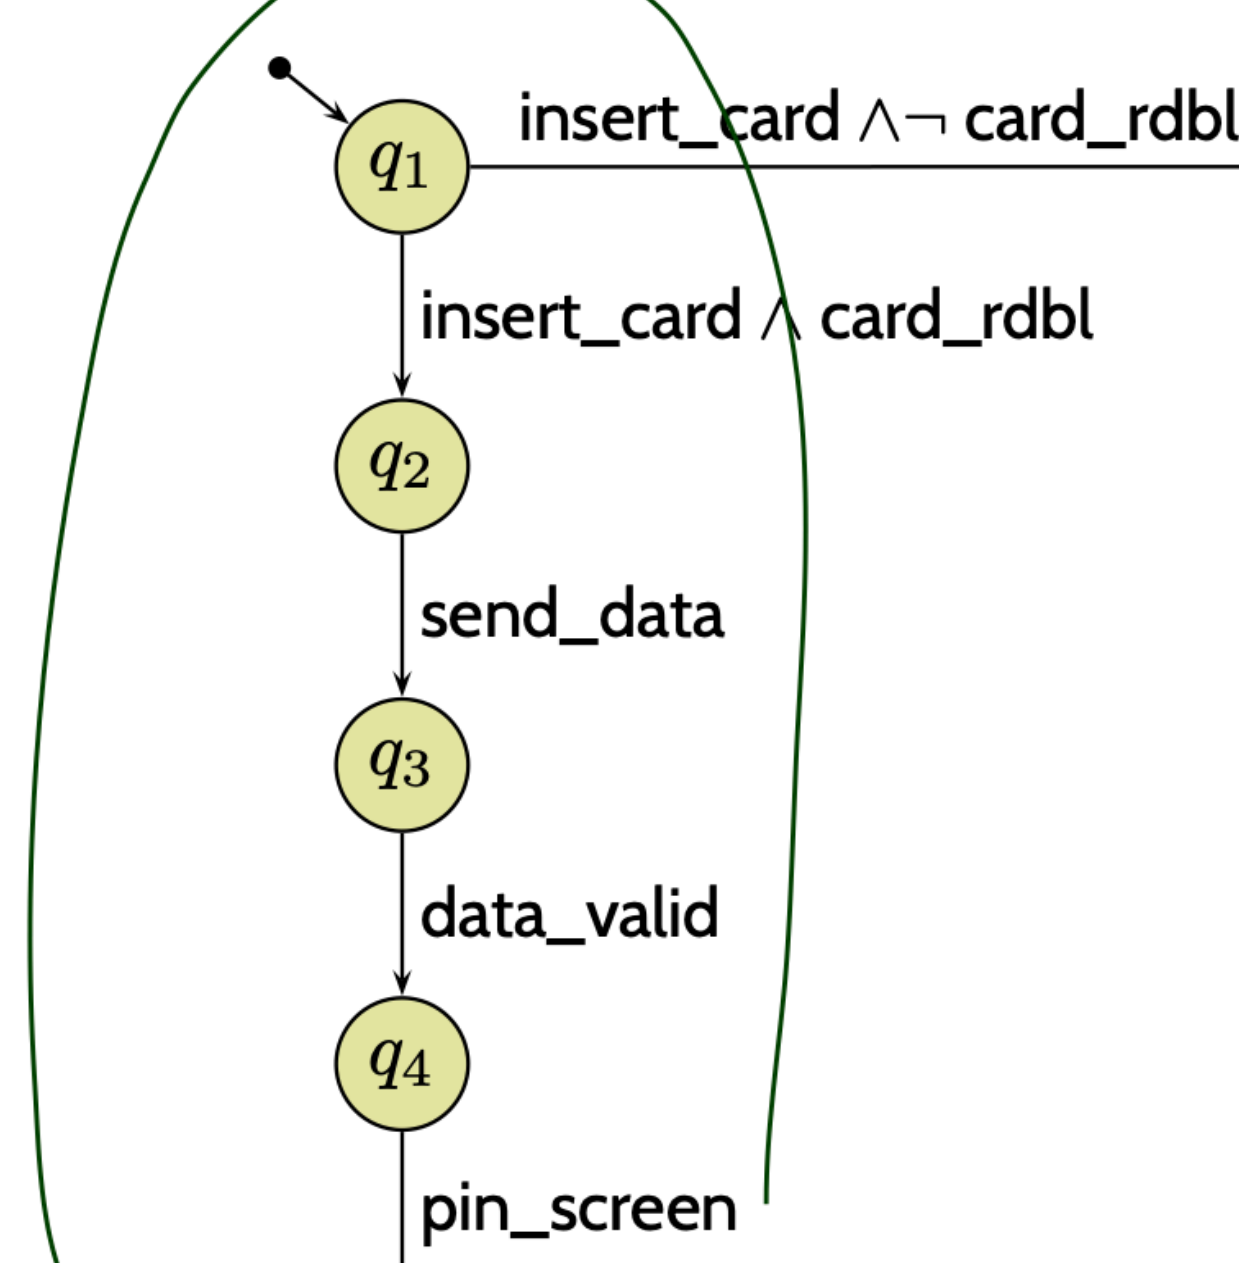 insert_card ∧¬ card_rdbl
q1
insert_card ∧ card_rdbl
q2
send_data
q3
data_valid
q4
pin_screen